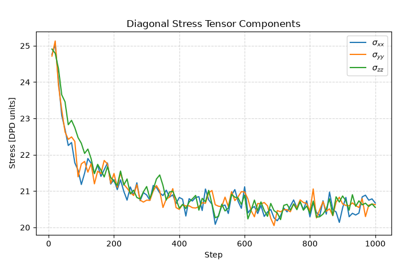 Diagonal Stress Tensor Components
σxx
σyy
σzz
25
24
23
22
21
20
Stress [DPD units]
0
200
400
600
800
1000
Step